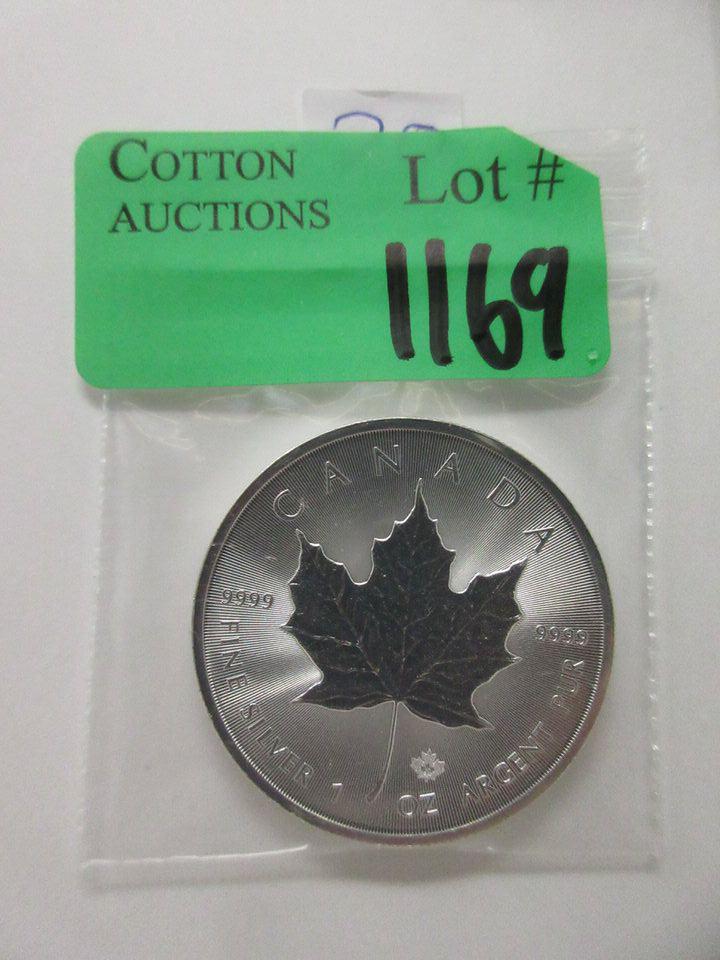 COTTON
AUCTIONS
Lot #
1169
CANADA
9999
9999
FINE SILVER 1 OZ ARGENT PUR